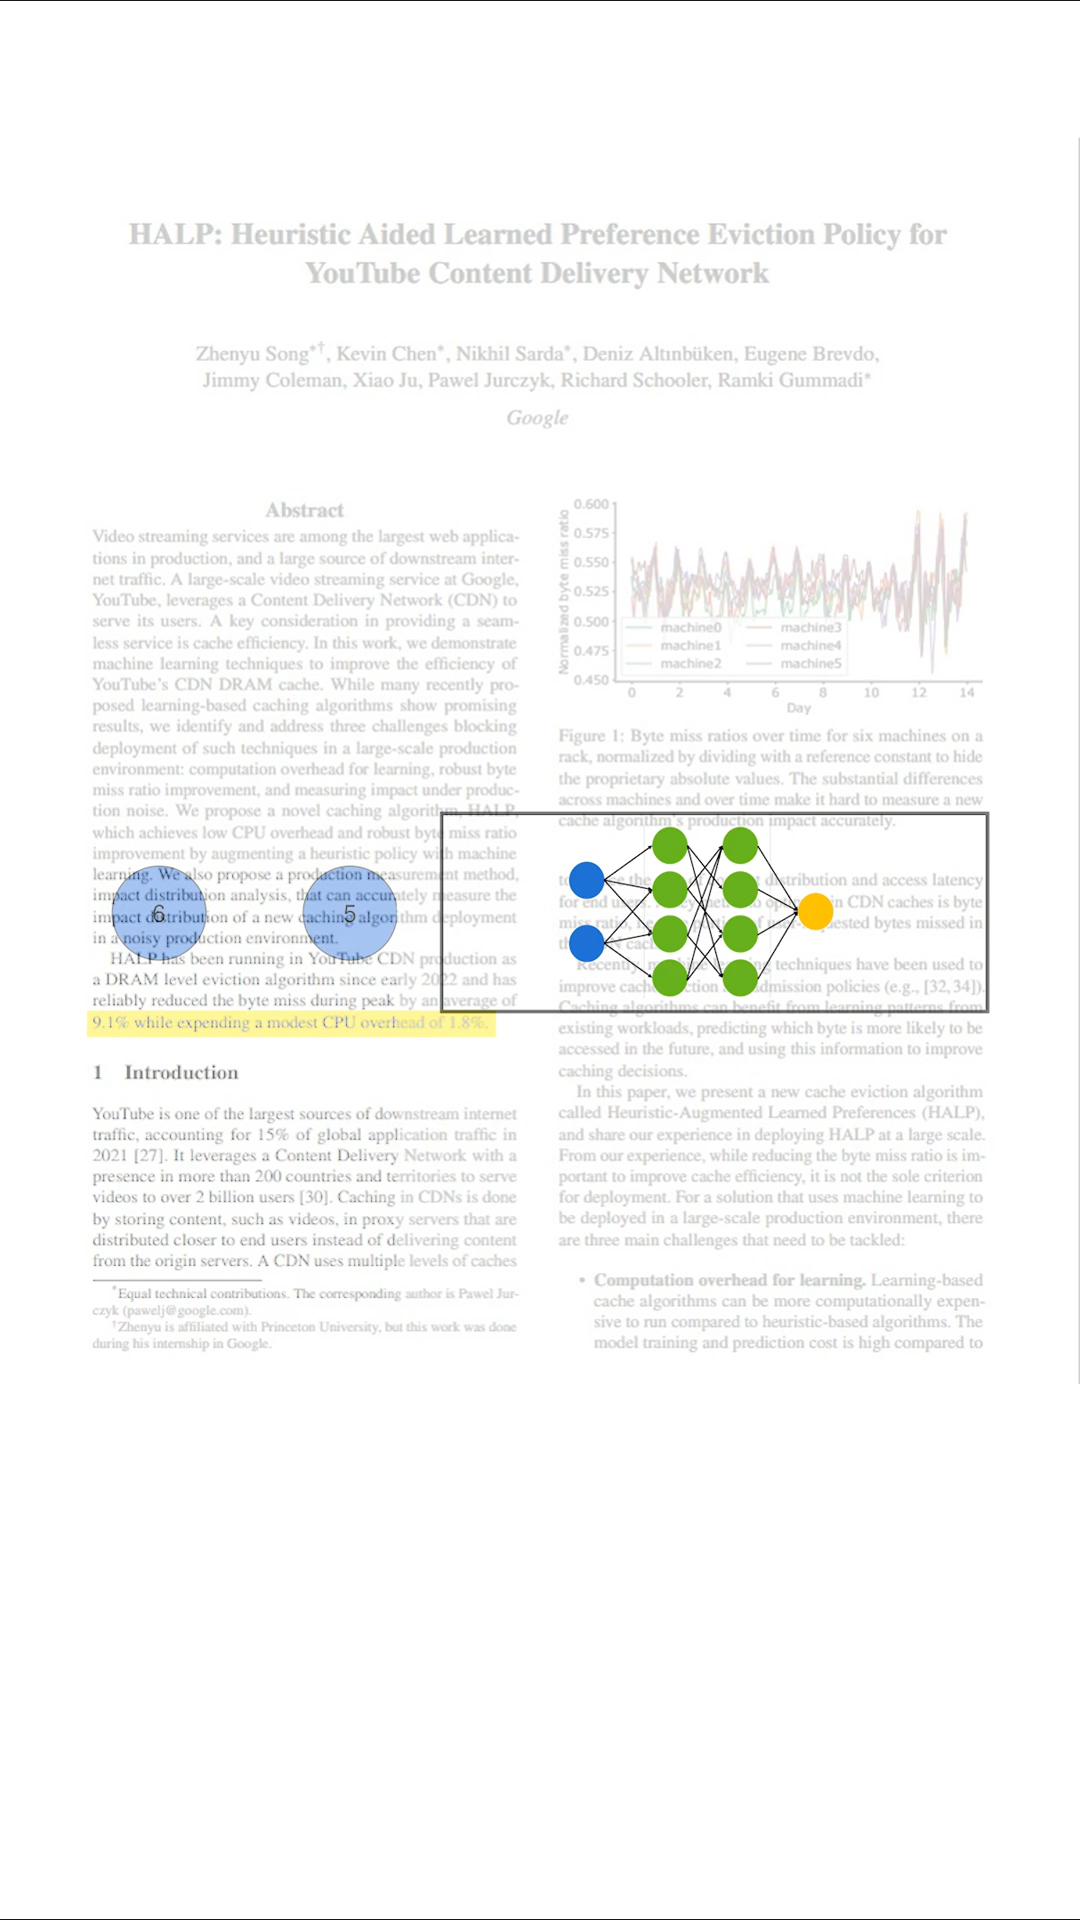 HALP: Heuristic Aided Learned Preference Eviction Policy for
YouTube Content Delivery Network
Zhenyu Song*†, Kevin Chen*, Nikhil Sarda*, Deniz Altınbüken, Eugene Brevdo,
Jimmy Coleman, Xiao Ju, Pawel Jurczyk, Richard Schooler, Ramki Gummadi*
Google
Abstract
Video streaming services are among the largest web applica-
tions in production, and a large source of downstream inter-
net traffic. A large-scale video streaming service at Google,
YouTube, leverages a Content Delivery Network (CDN) to
serve its users. A key consideration in providing a seam-
less service is cache efficiency. In this work, we demonstrate
machine learning techniques to improve the efficiency of
YouTube's CDN DRAM cache. While many recently pro-
posed learning-based caching algorithms show promising
results, we identify and address three challenges blocking
deployment of such techniques in a large-scale production
environment: computation overhead for learning, robust byte
miss ratio improvement, and measuring impact under produc-
tion noise. We propose a novel caching algorithm, HALP,
which achieves low CPU overhead and robust byte miss ratio
improvement by augmenting a heuristic policy with machine
learning. We also propose a production measurement method,
impact distribution analysis, that can accurately measure the
impact distribution of a new caching algorithm deployment
in a noisy production environment.
HALP has been running in YouTube CDN production as
a DRAM level eviction algorithm since early 2022 and has
reliably reduced the byte miss during peak by an average of
9.1% while expending a modest CPU overhead of 1.8%.
6
5
1 Introduction
YouTube is one of the largest sources of downstream internet
traffic, accounting for 15% of global application traffic in
2021 [27]. It leverages a Content Delivery Network with a
presence in more than 200 countries and territories to serve
videos to over 2 billion users [30]. Caching in CDNs is done
by storing content, such as videos, in proxy servers that are
distributed closer to end users instead of delivering content
from the origin servers. A CDN uses multiple levels of caches
*Equal technical contributions. The corresponding author is Pawel Jur-
czyk (pawelj@google.com).
†Zhenyu is affiliated with Princeton University, but this work was done
during his internship in Google.
Normalized byte miss ratio
0.600
0.575
0.550
0.525
0.500
0.475
0.450
machine0 machine3
machine1 machine4
machine2 machine5
0 2 4 6 8 10 12 14
Day
Figure 1: Byte miss ratios over time for six machines on a
rack, normalized by dividing with a reference constant to hide
the proprietary absolute values. The substantial differences
across machines and over time make it hard to measure a new
cache algorithm's production impact accurately.
the distribution and access latency
for end in CDN caches is byte
miss bytes missed in
Recently, techniques have been used to
improve admission policies (e.g., [32, 34]).
Caching algorithms can benefit from learning patterns from
existing workloads, predicting which byte is more likely to be
accessed in the future, and using this information to improve
caching decisions.
In this paper, we present a new cache eviction algorithm
called Heuristic-Augmented Learned Preferences (HALP),
and share our experience in deploying HALP at a large scale.
From our experience, while reducing the byte miss ratio is im-
portant to improve cache efficiency, it is not the sole criterion
for deployment. For a solution that uses machine learning to
be deployed in a large-scale production environment, there
are three main challenges that need to be tackled:
• Computation overhead for learning. Learning-based
cache algorithms can be more computationally expen-
sive to run compared to heuristic-based algorithms. The
model training and prediction cost is high compared to